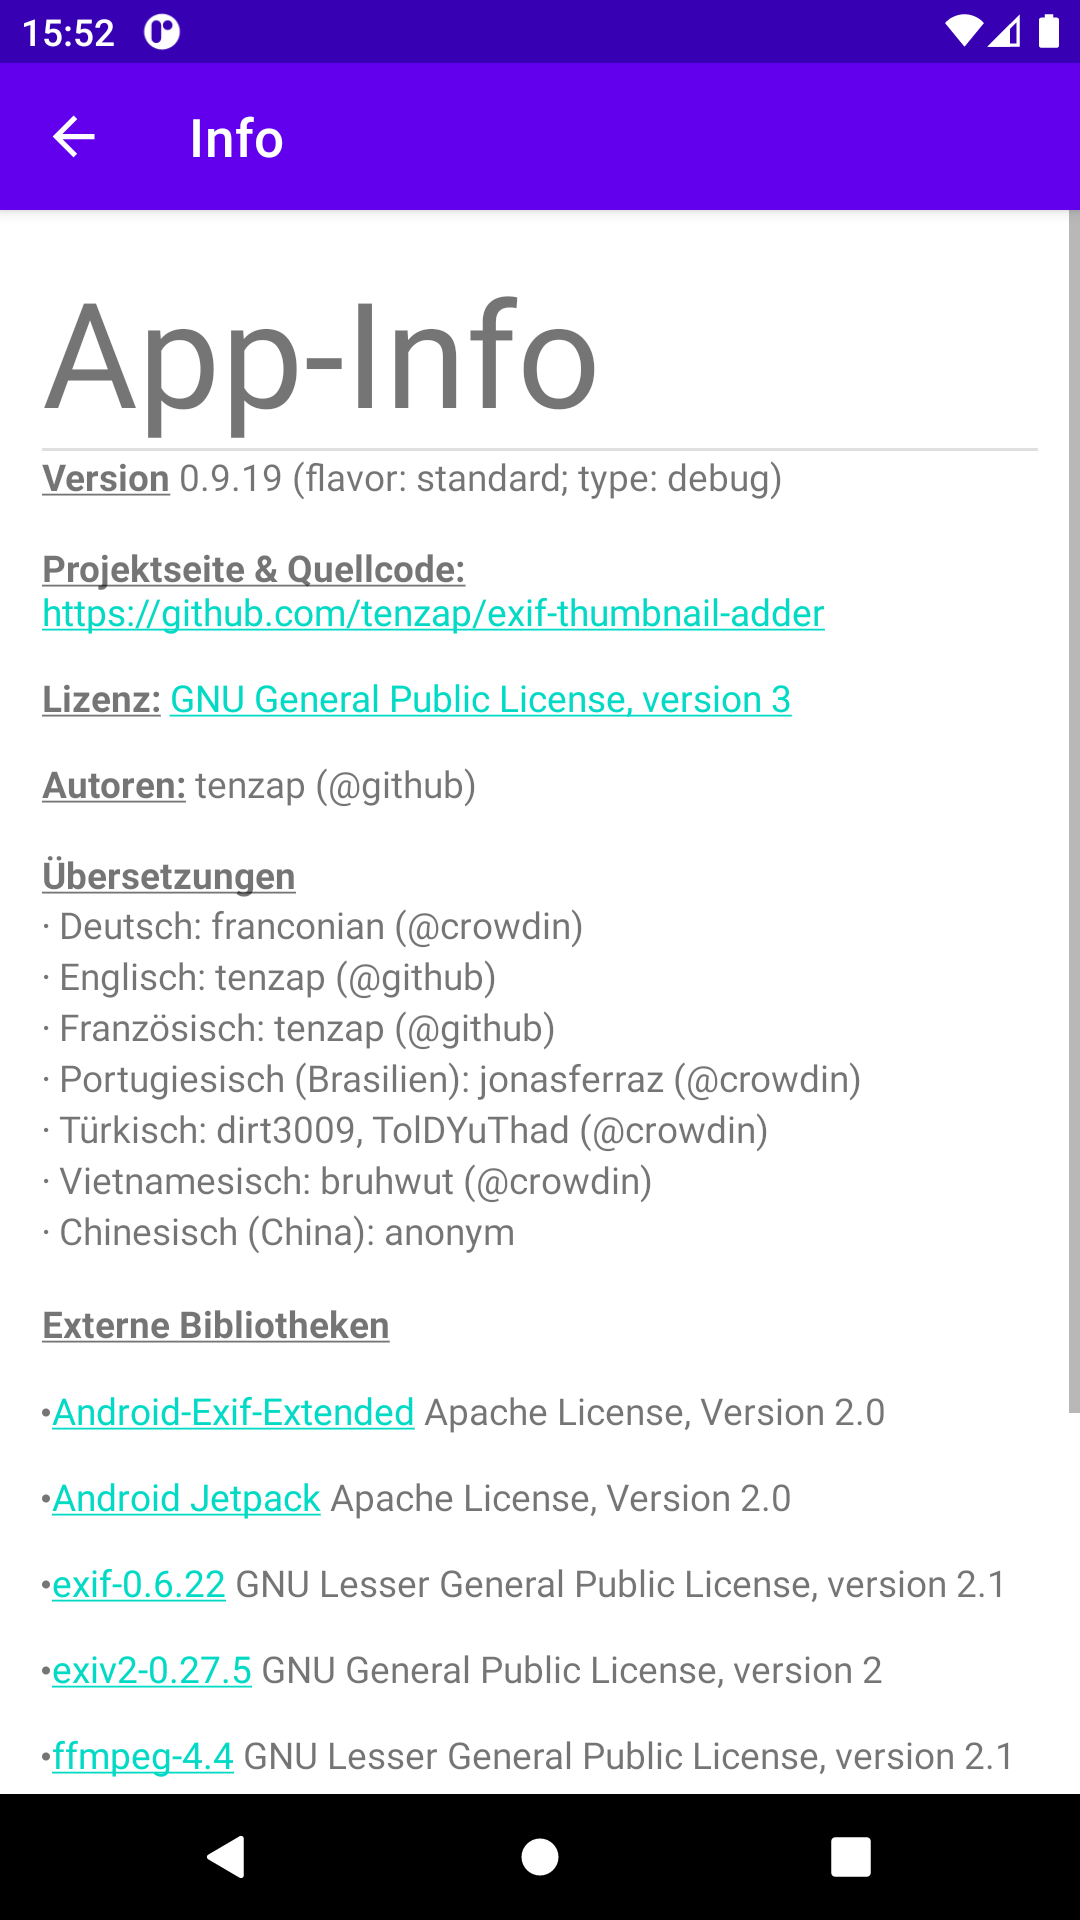 15:52
Info
App-Info
Version 0.9.19 (flavor: standard; type: debug)
Projektseite & Quellcode:
https://github.com/tenzap/exif-thumbnail-adder
Lizenz: GNU General Public License, version 3
Autoren: tenzap (@github)
Übersetzungen
· Deutsch: franconian (@crowdin)
· Englisch: tenzap (@github)
· Französisch: tenzap (@github)
· Portugiesisch (Brasilien): jonasferraz (@crowdin)
· Türkisch: dirt3009, TolDYuThad (@crowdin)
· Vietnamesisch: bruhwut (@crowdin)
· Chinesisch (China): anonym
Externe Bibliotheken
•Android-Exif-Extended Apache License, Version 2.0
•Android Jetpack Apache License, Version 2.0
•exif-0.6.22 GNU Lesser General Public License, version 2.1
•exiv2-0.27.5 GNU General Public License, version 2
•ffmpeg-4.4 GNU Lesser General Public License, version 2.1